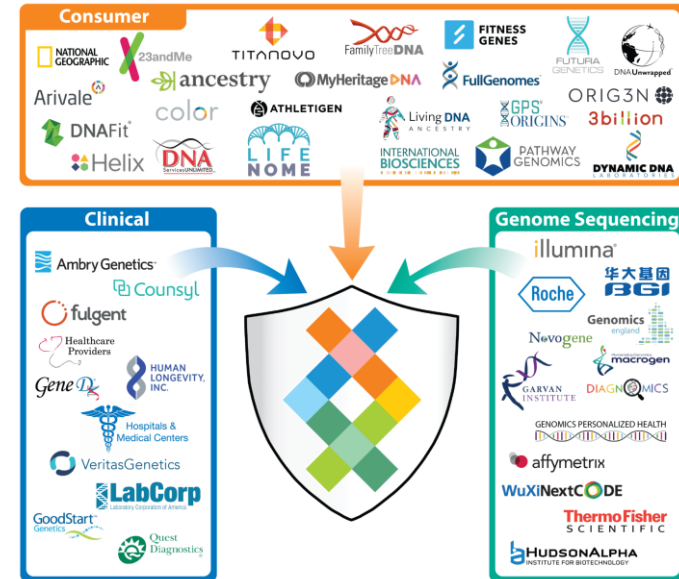 Consumer
NATIONAL
GEOGRAPHIC
23andMe
TITANOVO
FamilyTreeDNA
FITNESS
GENES
FUTURA
GENETICS
DNAUnwrapped
ancestry
MyHeritage DNA
FullGenomes
Arivale
color
ATHLETIGEN
Living DNA
ANCESTRY
GPS
ORIGINS
ORIG3N
3billion
DNAFit
Helix
DNA
ServicesUNLIMITED
LIFE
NOME
INTERNATIONAL
BIOSCIENCES
PATHWAY
GENOMICS
DYNAMIC DNA
LABORATORIES
Clinical
Ambry Genetics
Counsyl
fulgent
Healthcare
Providers
GeneDx
HUMAN
LONGEVITY,
INC.
Hospitals &
Medical Centers
VeritasGenetics
LabCorp
Laboratory Corporation of America
GoodStart™
Genetics
Quest
Diagnostics
Genome Sequencing
illumina®
Roche
华大基因
BGI
Genomics
england
Novogene
macrogen
GARVAN
INSTITUTE
DIAGNOMICS
GENOMICS PERSONALIZED HEALTH
affymetrix
WuXiNextCODE
ThermoFisher
SCIENTIFIC
HUDSONALPHA
INSTITUTE FOR BIOTECHNOLOGY